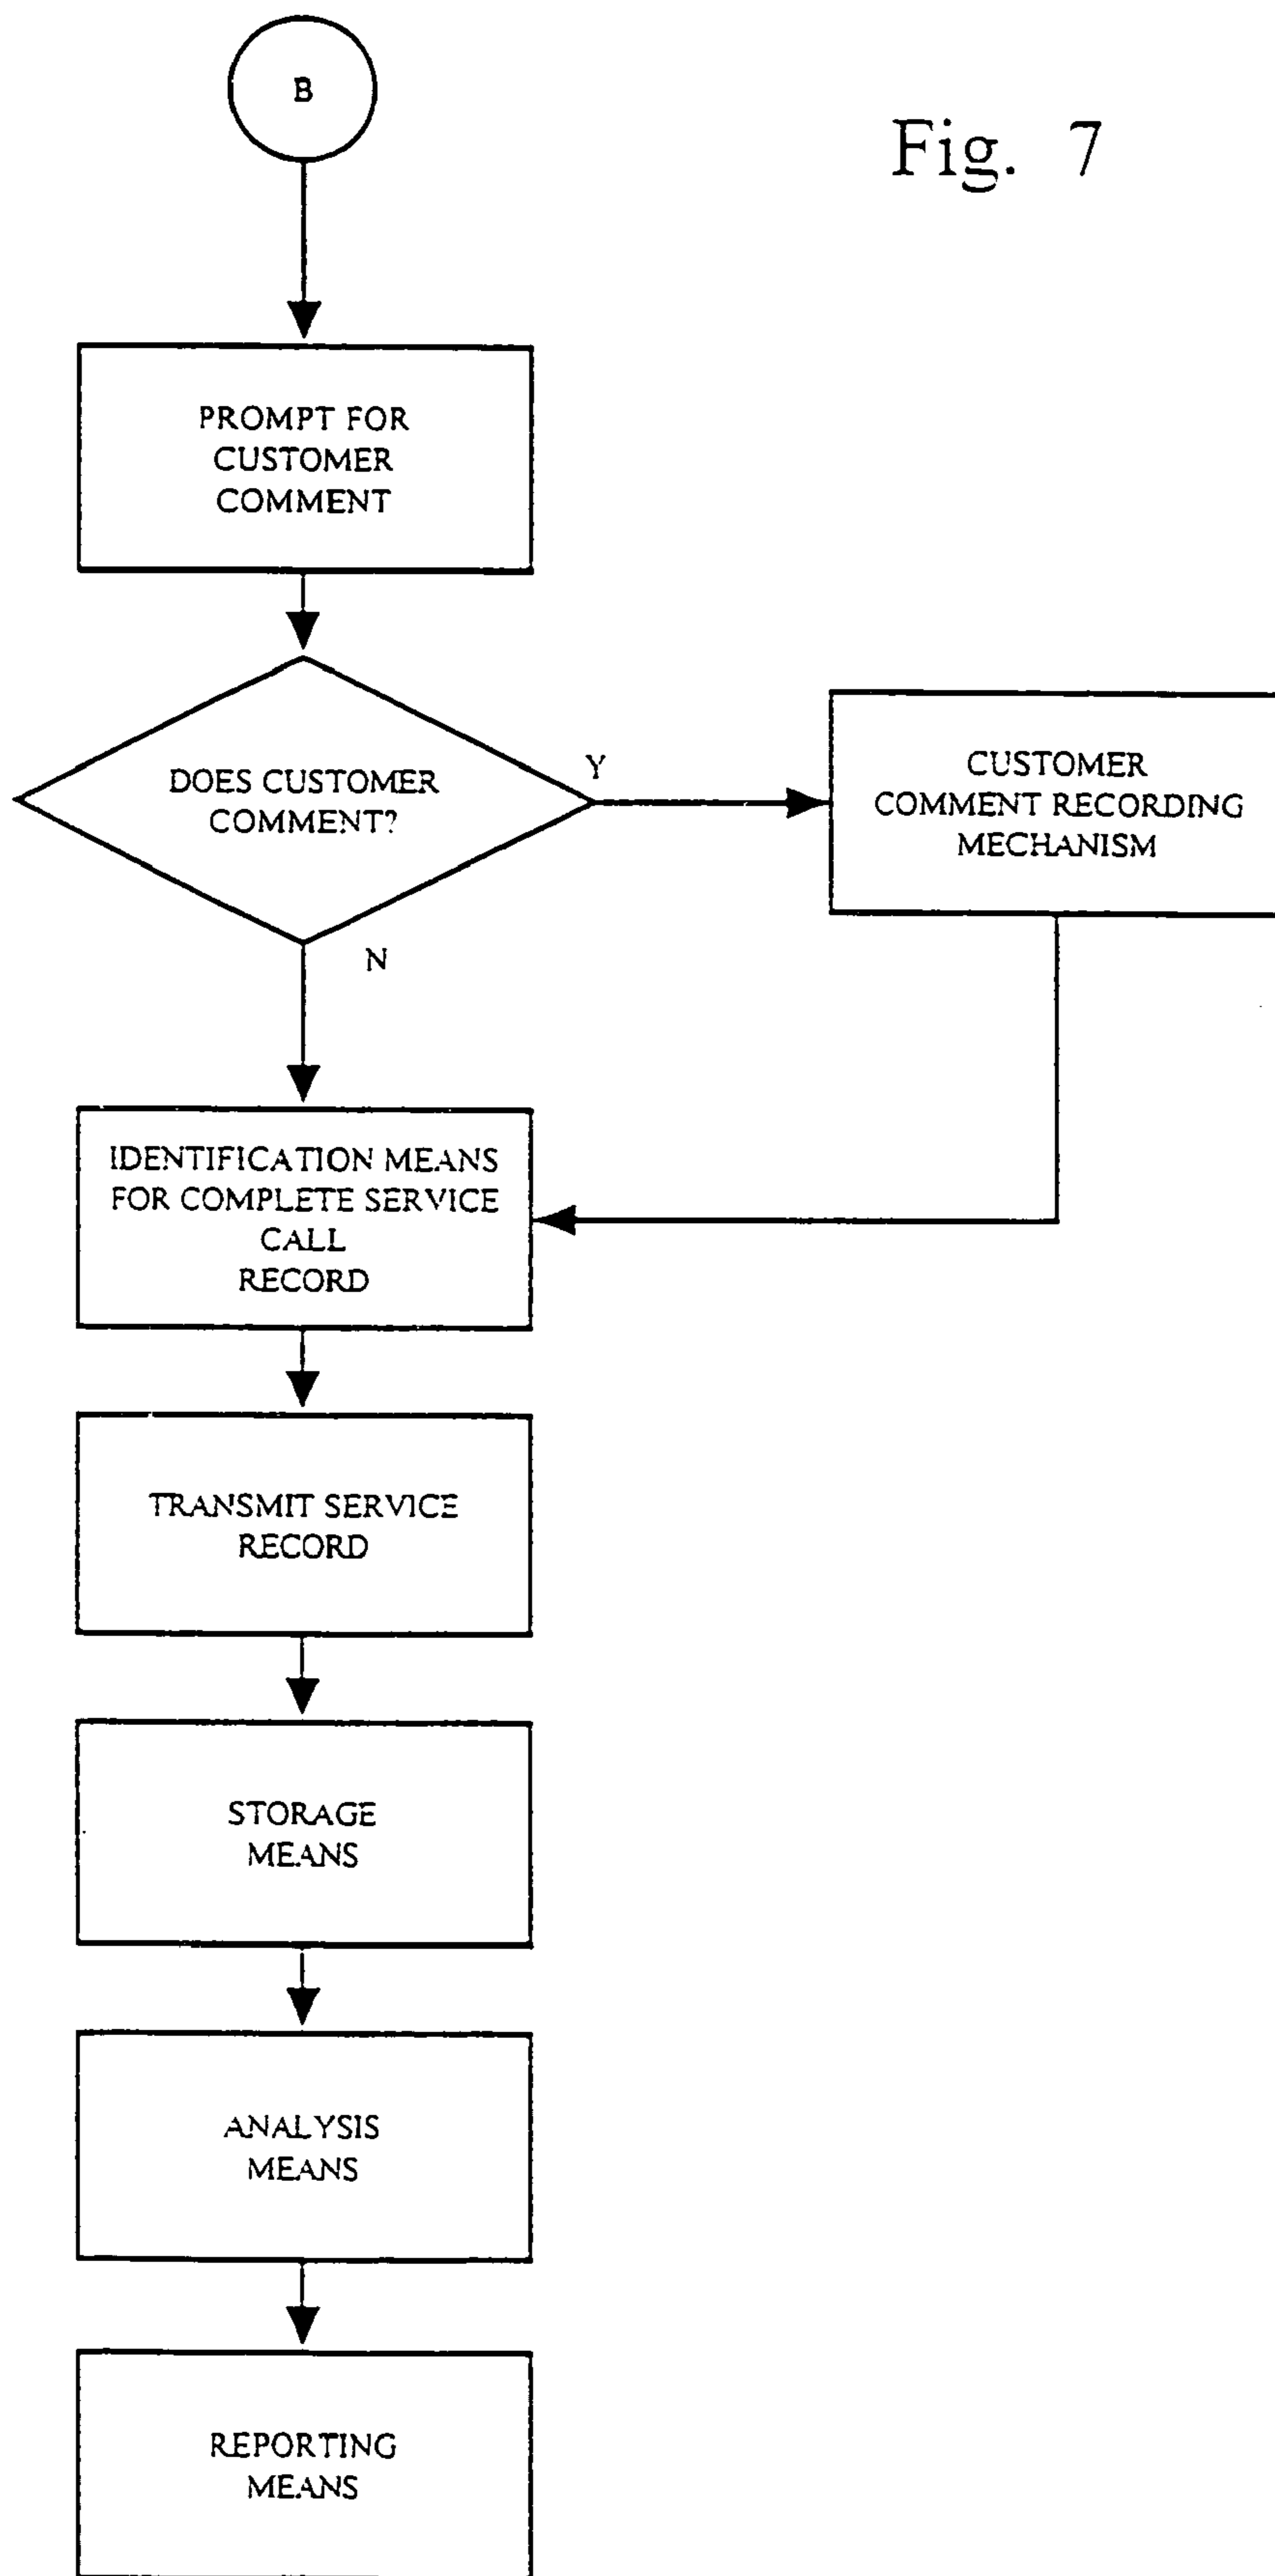 B
Fig. 7
PROMPT FOR
CUSTOMER
COMMENT
DOES CUSTOMER
COMMENT?
Y
CUSTOMER
COMMENT RECORDING
MECHANISM
N
IDENTIFICATION MEANS
FOR COMPLETE SERVICE
CALL
RECORD
TRANSMIT SERVICE
RECORD
STORAGE
MEANS
ANALYSIS
MEANS
REPORTING
MEANS